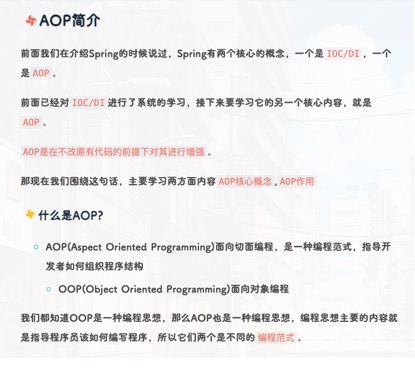 AOP简介
前面我们在介绍Spring的时候说过，Spring有两个核心的概念，一个是 IOC/DI ，一个
是 AOP 。
前面已经对 IOC/DI 进行了系统的学习，接下来要学习它的另一个核心内容，就是
AOP 。
AOP是在不改原有代码的前提下对其进行增强 。
那现在我们围绕这句话，主要学习两方面内容 AOP核心概念 , AOP作用
什么是AOP?
AOP(Aspect Oriented Programming)面向切面编程，是一种编程范式，指导开
发者如何组织程序结构
OOP(Object Oriented Programming)面向对象编程
我们都知道OOP是一种编程思想，那么AOP也是一种编程思想，编程思想主要的内容就
是指导程序员该如何编写程序，所以它们两个是不同的 编程范式 。